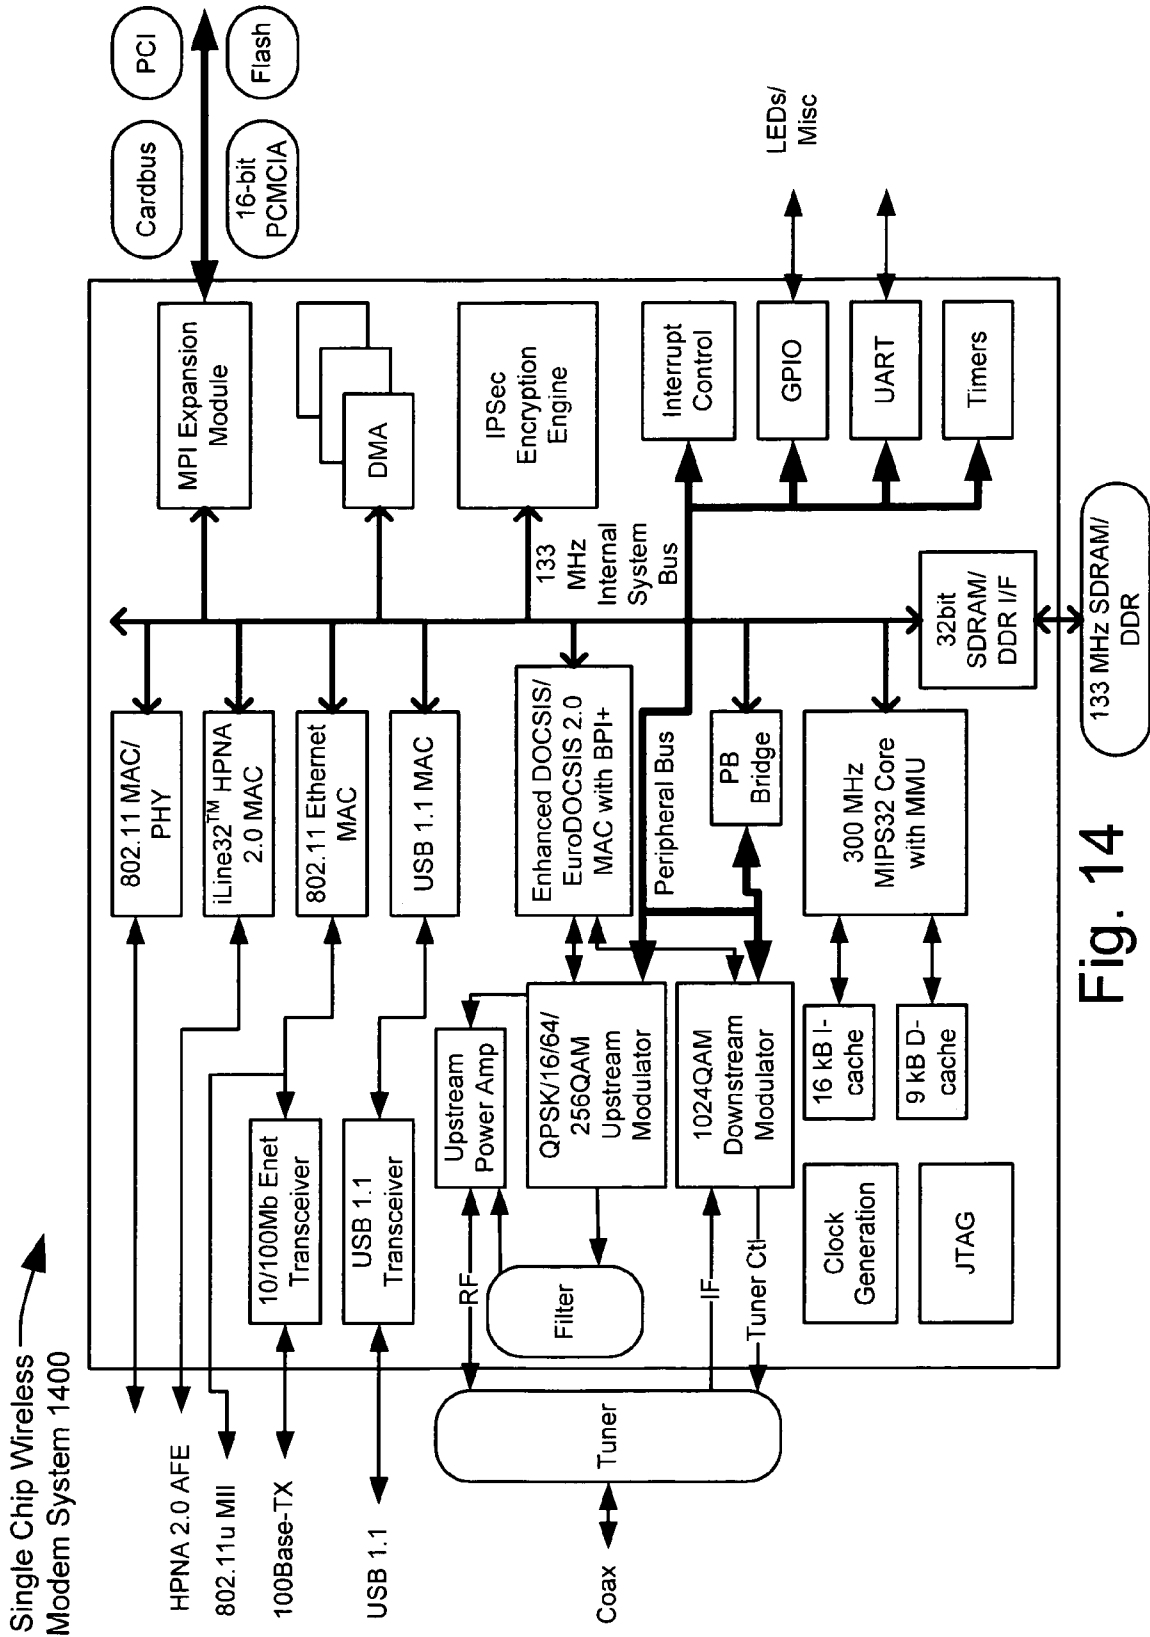 Single Chip Wireless
Modem System 1400
HPNA 2.0 AFE
802.11u MII
100Base-TX
USB 1.1
Coax
Tuner
RF
IF
Tuner Ctl
Filter
10/100Mb Enet
Transceiver
USB 1.1
Transceiver
Upstream
Power Amp
QPSK/16/64/
256QAM
Upstream
Modulator
1024QAM
Downstream
Modulator
Clock
Generation
JTAG
16 kB I-
cache
9 kB D-
cache
802.11 MAC/
PHY
iLine32™ HPNA
2.0 MAC
802.11 Ethernet
MAC
USB 1.1 MAC
Enhanced DOCSIS/
EuroDOCSIS 2.0
MAC with BPI+
Peripheral Bus
PB
Bridge
300 MHz
MIPS32 Core
with MMU
133
MHz
Internal
System
Bus
32bit
SDRAM/
DDR I/F
133 MHz SDRAM/
DDR
MPI Expansion
Module
DMA
IPSec
Encryption
Engine
Interrupt
Control
GPIO
UART
Timers
Cardbus
PCI
16-bit
PCMCIA
Flash
LEDs/
Misc
Fig. 14